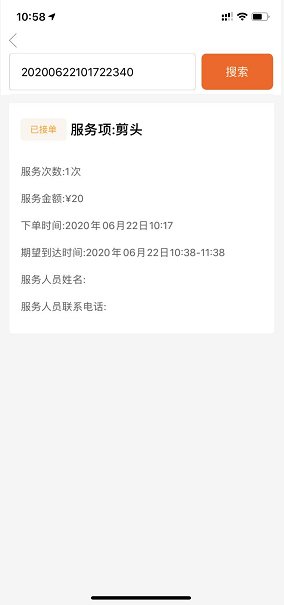 10:58
20200622101722340
搜索
已接单 服务项:剪头
服务次数:1次
服务金额:¥20
下单时间:2020年06月22日10:17
期望到达时间:2020年06月22日10:38-11:38
服务人员姓名:
服务人员联系电话: